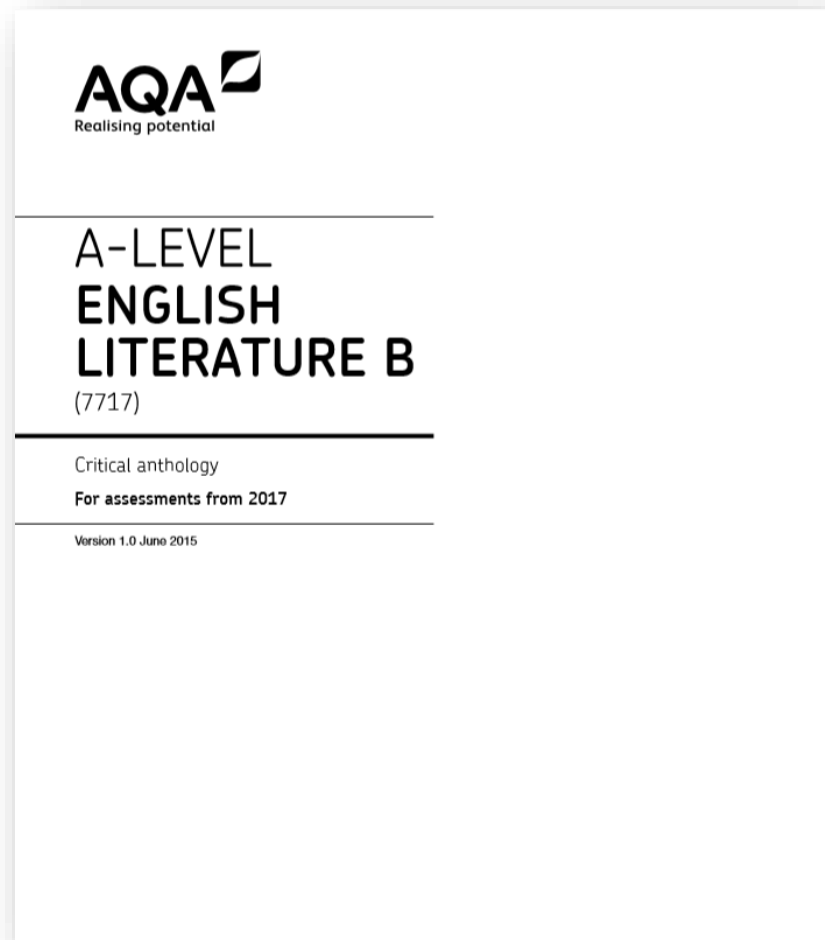 AQA
Realising potential
A-LEVEL
ENGLISH
LITERATURE B
(7717)
Critical anthology
For assessments from 2017
Version 1.0 June 2015